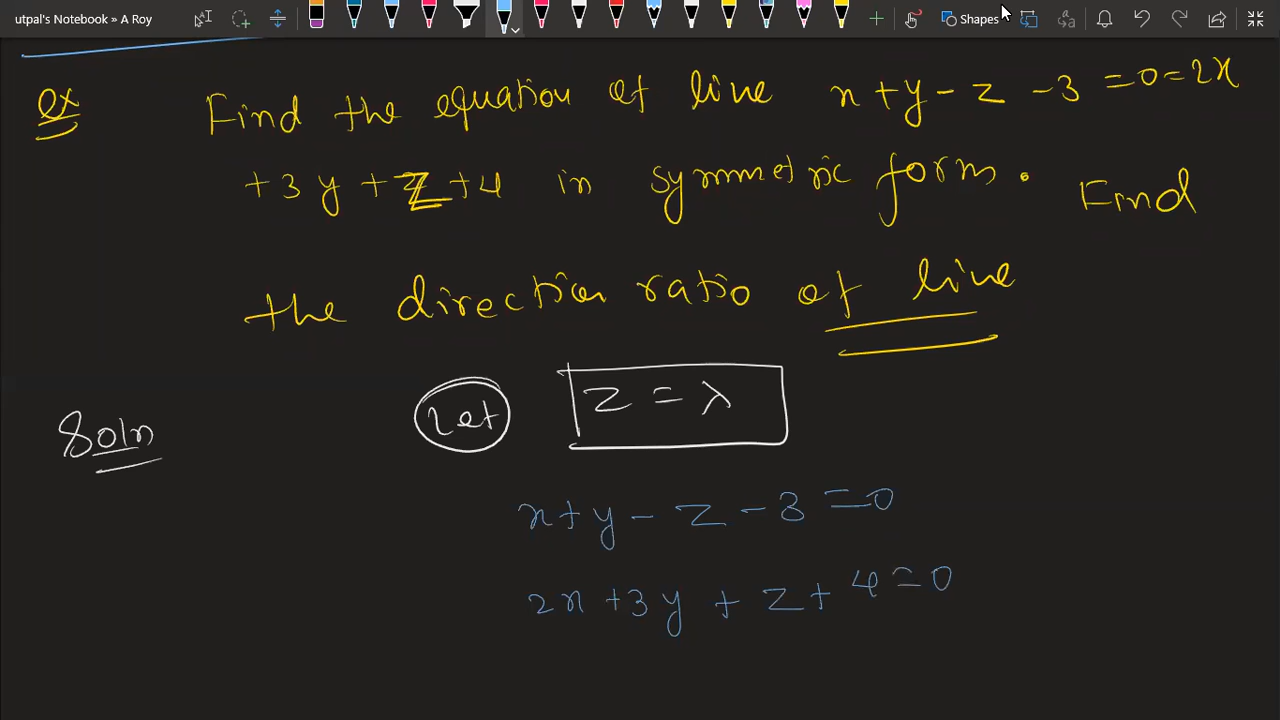 utpal's Notebook » A Roy
Shapes
ex Find the equation of line x + y - z - 3 = 0 = 2x
+ 3y + z + 4 in symmetric form. Find
the direction ratio of line
Soln Let z = λ
x + y - z - 3 = 0
2x + 3y + z + 4 = 0